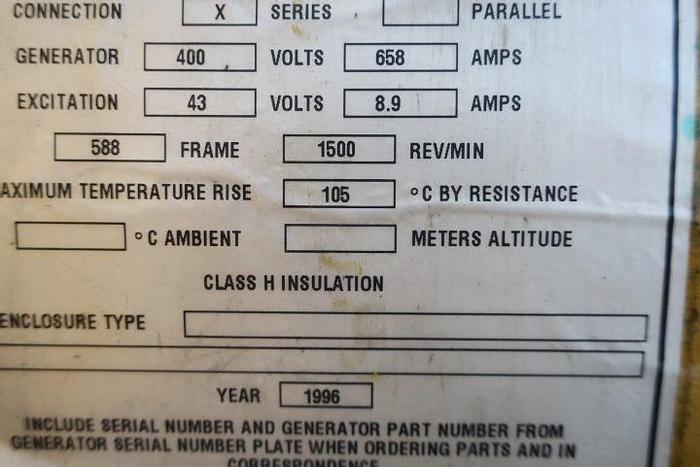 CONNECTION X SERIES PARALLEL
GENERATOR 400 VOLTS 658 AMPS
EXCITATION 43 VOLTS 8.9 AMPS
588 FRAME 1500 REV/MIN
AXIMUM TEMPERATURE RISE 105 °C BY RESISTANCE
°C AMBIENT METERS ALTITUDE
CLASS H INSULATION
ENCLOSURE TYPE
YEAR 1996
INCLUDE SERIAL NUMBER AND GENERATOR PART NUMBER FROM
GENERATOR SERIAL NUMBER PLATE WHEN ORDERING PARTS AND IN
CORRESPONDENCE